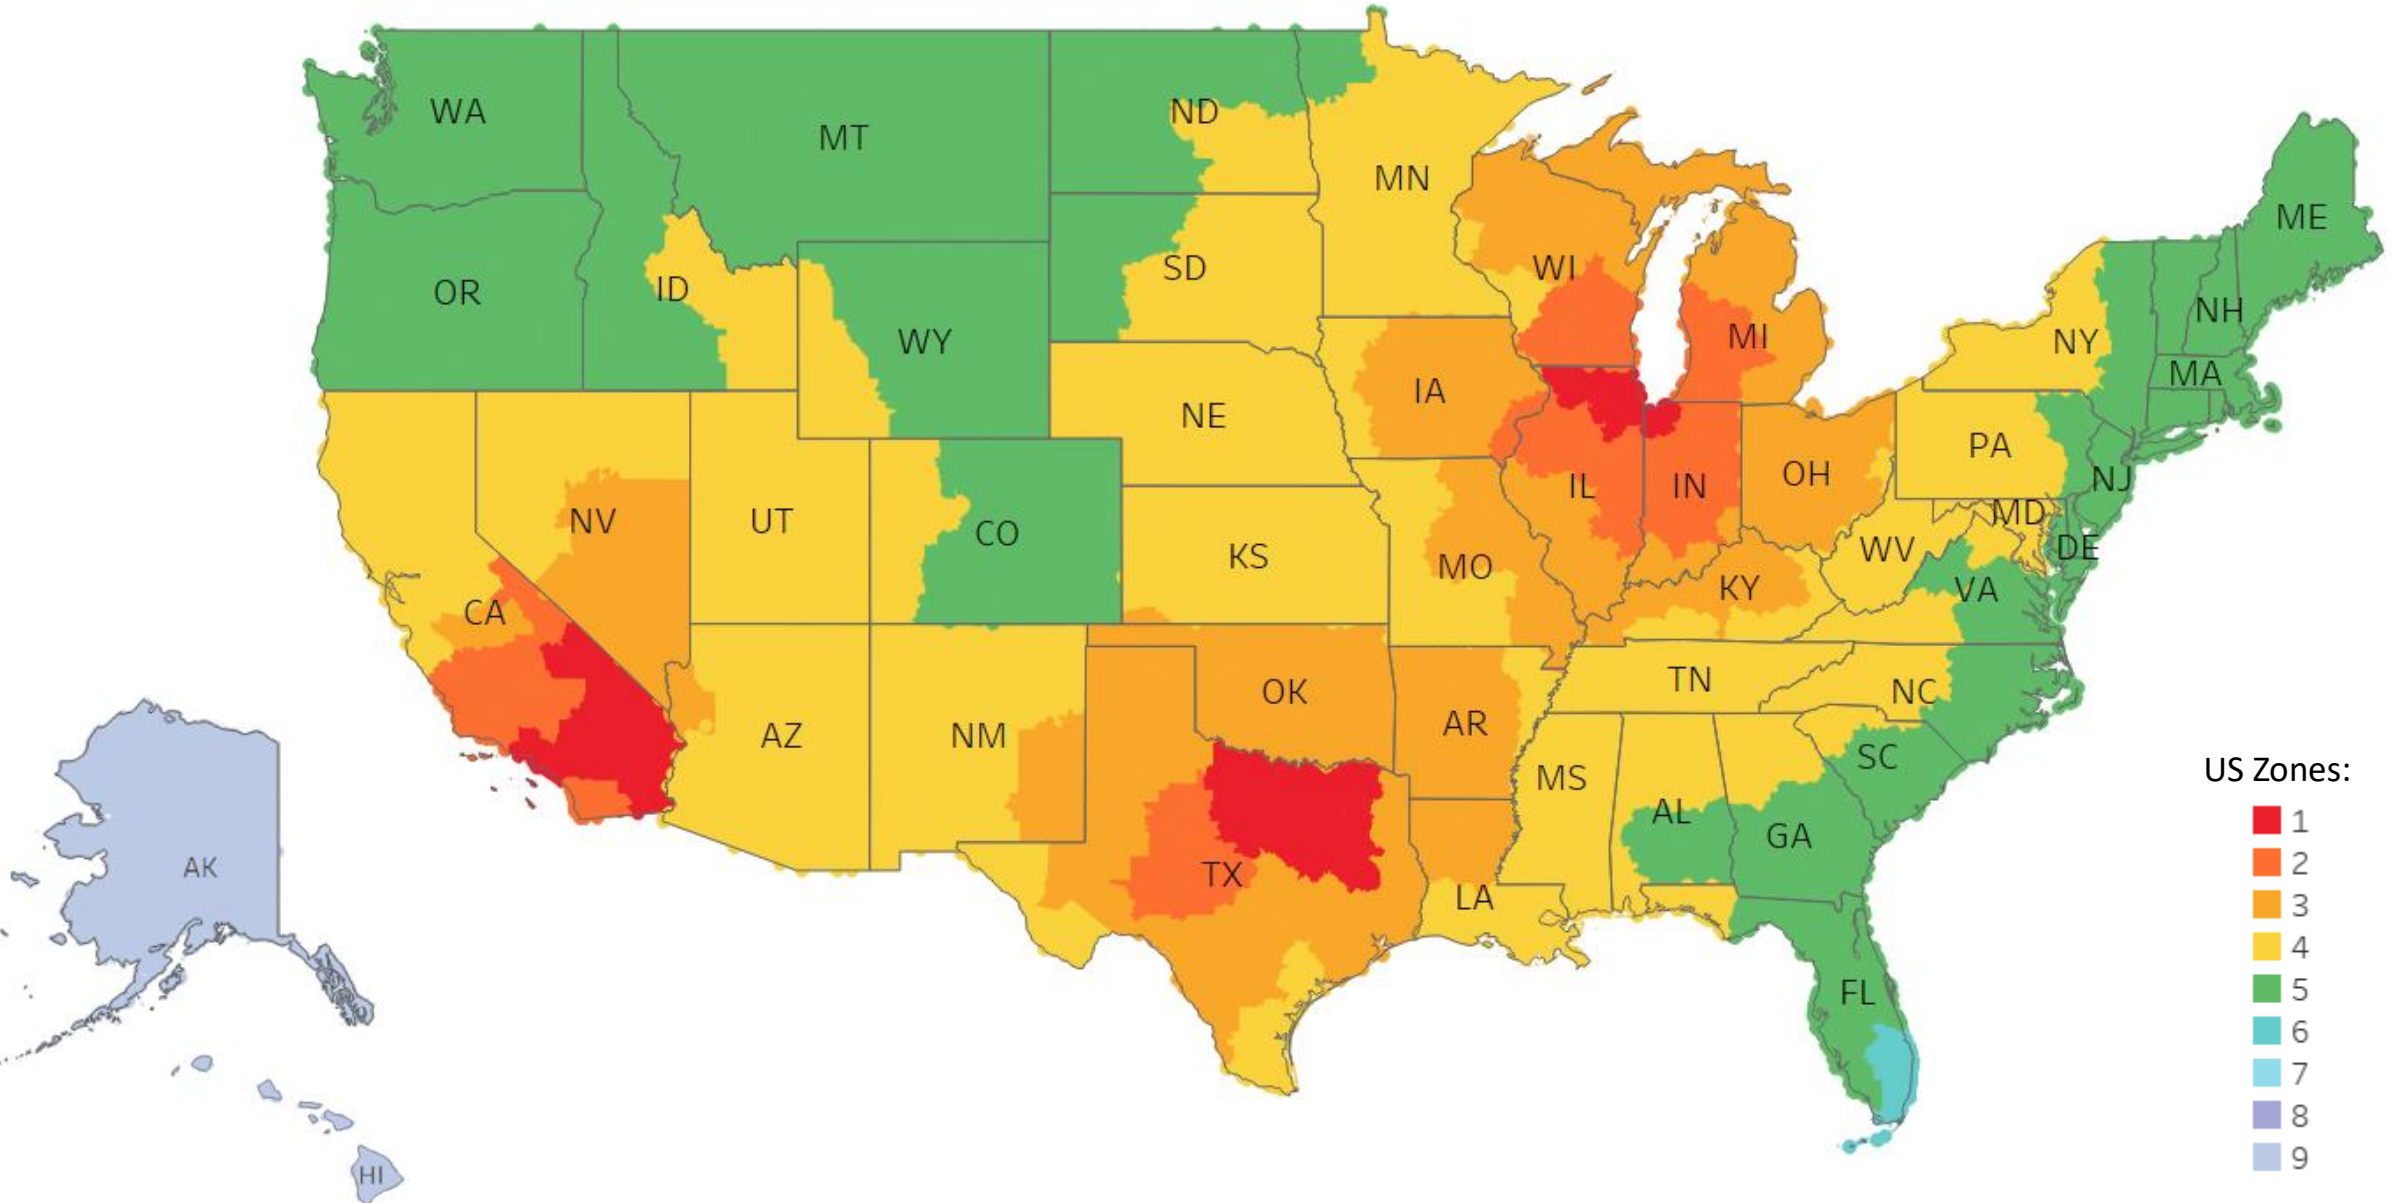 WA
MT
ND
MN
ME
OR
ID
SD
WI
NH
WY
MI
NY
MA
IA
NE
PA
NJ
NV
UT
CO
KS
MO
IL
IN
OH
MD
DE
WV
VA
KY
CA
AZ
NM
OK
AR
TN
NC
SC
MS
AL
GA
TX
LA
FL
AK
HI
US Zones:
1
2
3
4
5
6
7
8
9